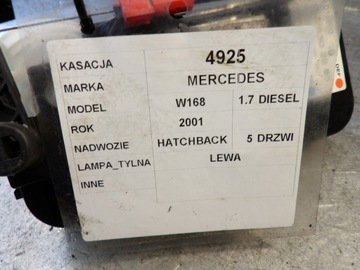 KASACJA 4925
MARKA MERCEDES
MODEL W168 1.7 DIESEL
ROK 2001
NADWOZIE HATCHBACK 5 DRZWI
LAMPA_TYLNA LEWA
INNE